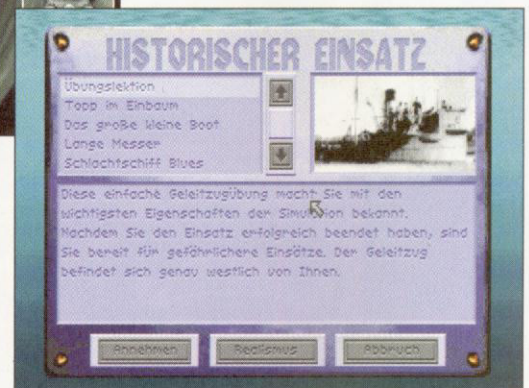 HISTORISCHER EINSATZ
Übungslektion
Topp im Einbaum
Das große kleine Boot
Lange Messer
Schlachtschiff Blues
Diese einfache Geleitzugübung macht Sie mit den
wichtigsten Eigenschaften der Simulation bekannt.
Nachdem Sie den Einsatz erfolgreich beendet haben, sind
Sie bereit für gefährlichere Einsätze. Der Geleitzug
befindet sich genau westlich von Ihnen.
Annehmen Realismus Abbruch